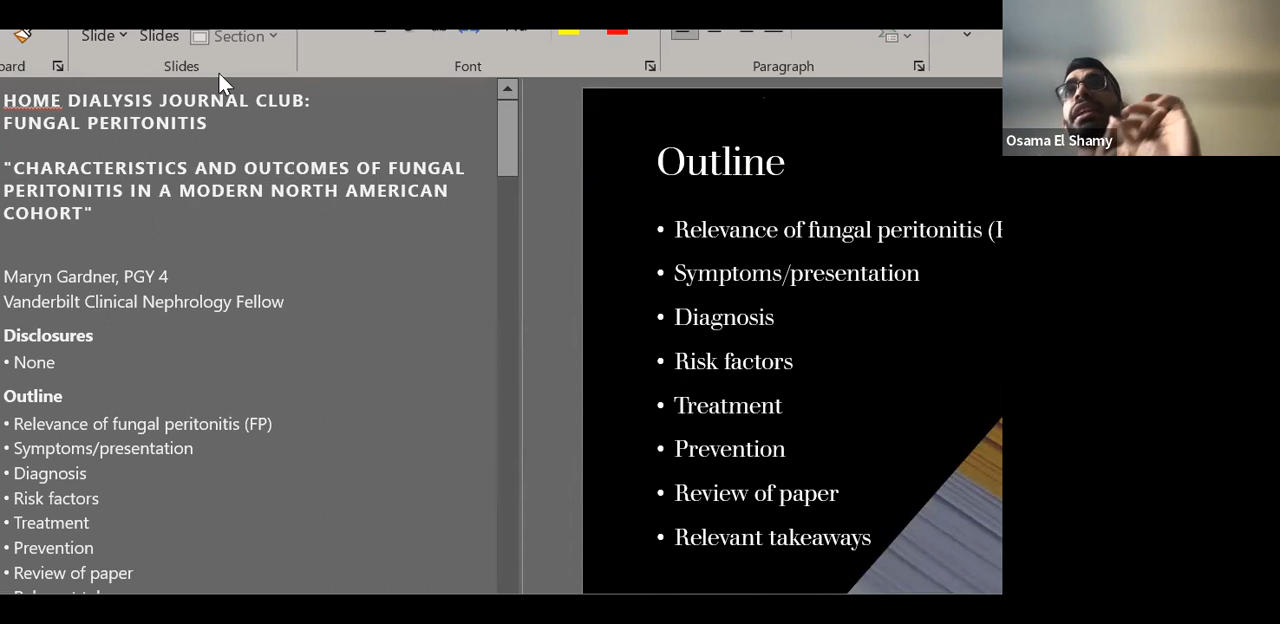 Slide
Slides
Section
Slides
Font
Paragraph
HOME DIALYSIS JOURNAL CLUB:
FUNGAL PERITONITIS
"CHARACTERISTICS AND OUTCOMES OF FUNGAL
PERITONITIS IN A MODERN NORTH AMERICAN
COHORT"
Maryn Gardner, PGY 4
Vanderbilt Clinical Nephrology Fellow
Disclosures
• None
Outline
• Relevance of fungal peritonitis (FP)
• Symptoms/presentation
• Diagnosis
• Risk factors
• Treatment
• Prevention
• Review of paper
Outline
• Relevance of fungal peritonitis (
• Symptoms/presentation
• Diagnosis
• Risk factors
• Treatment
• Prevention
• Review of paper
• Relevant takeaways
Osama El Shamy